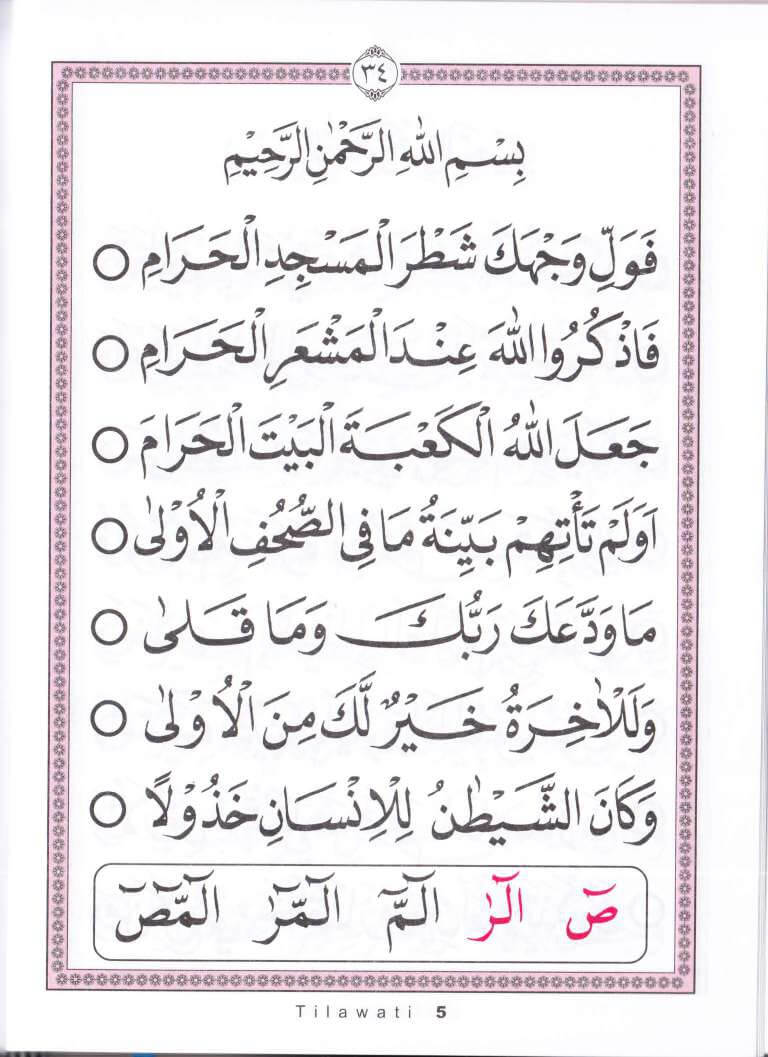 ٣٤
بِسْمِ اللهِ الرَّحْمٰنِ الرَّحِيْمِ
فَوَلِّ وَجْهَكَ شَطْرَ الْمَسْجِدِ الْحَرَامِ ○
فَاذْكُرُوا اللّٰهَ عِنْدَ الْمَشْعَرِ الْحَرَامِ ○
جَعَلَ اللّٰهُ الْكَعْبَةَ الْبَيْتَ الْحَرَامَ ○
اَوَلَمْ تَأْتِهِمْ بَيِّنَةُ مَا فِى الصُّحُفِ الْاُوْلٰى ○
مَا وَدَّعَكَ رَبُّكَ وَمَا قَلٰى ○
وَلَلْاٰخِرَةُ خَيْرٌ لَّكَ مِنَ الْاُوْلٰى ○
وَكَانَ الشَّيْطٰنُ لِلْاِنْسَانِ خَذُوْلًا ○
صٓ الٓرٰ الٓمّٓ الٓمّٓرٰ الٓمّٓصٓ
Tilawati 5